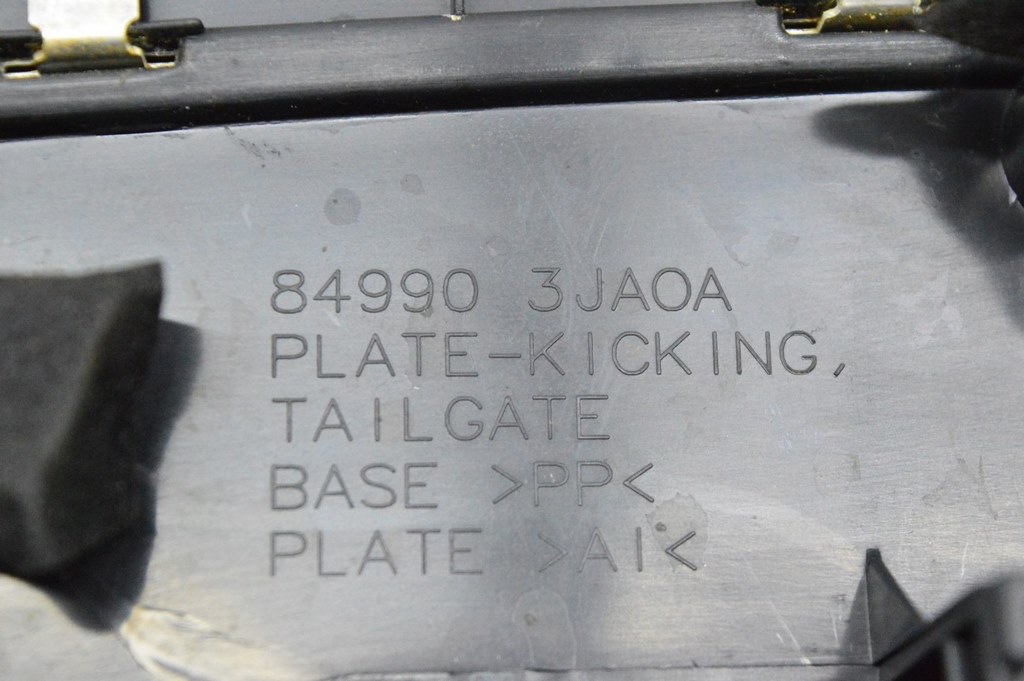 84990 3JA0A
PLATE-KICKING,
TAILGATE
BASE >PP<
PLATE >AI<